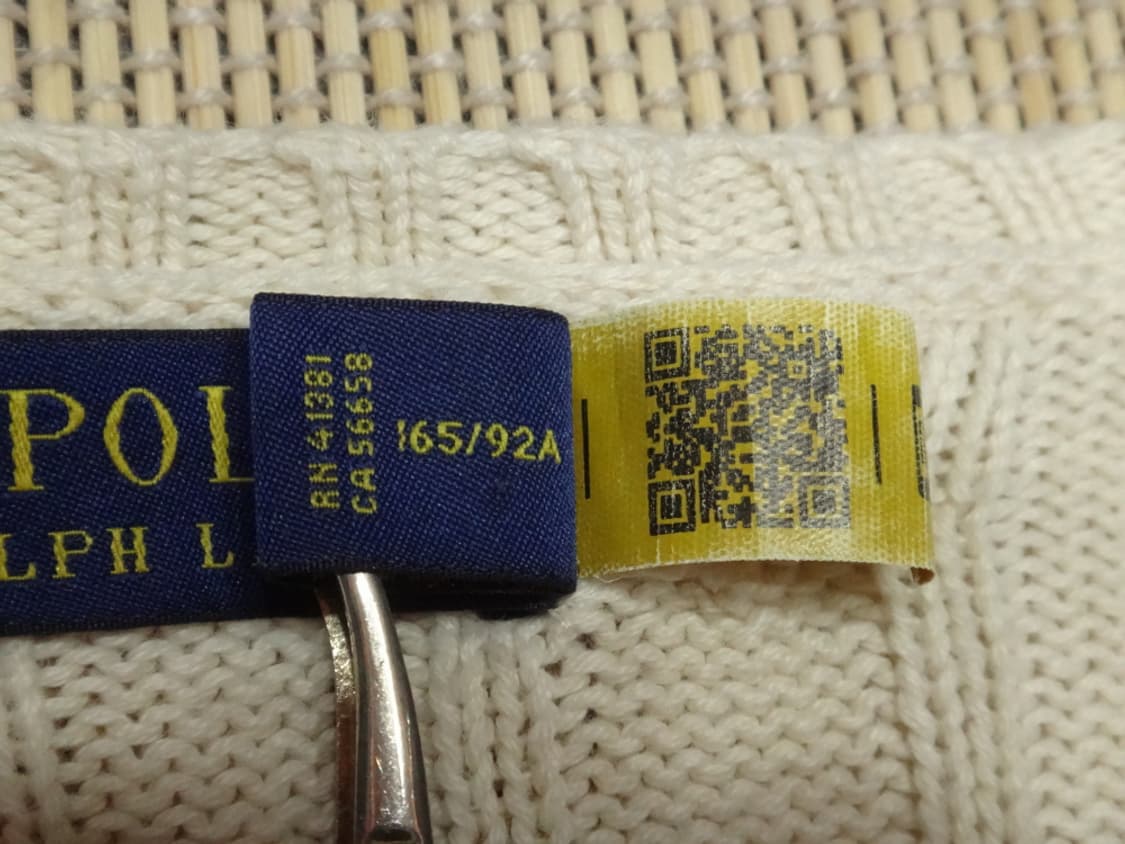 POL
LPH L
RN 41381
CA 56658
165/92A